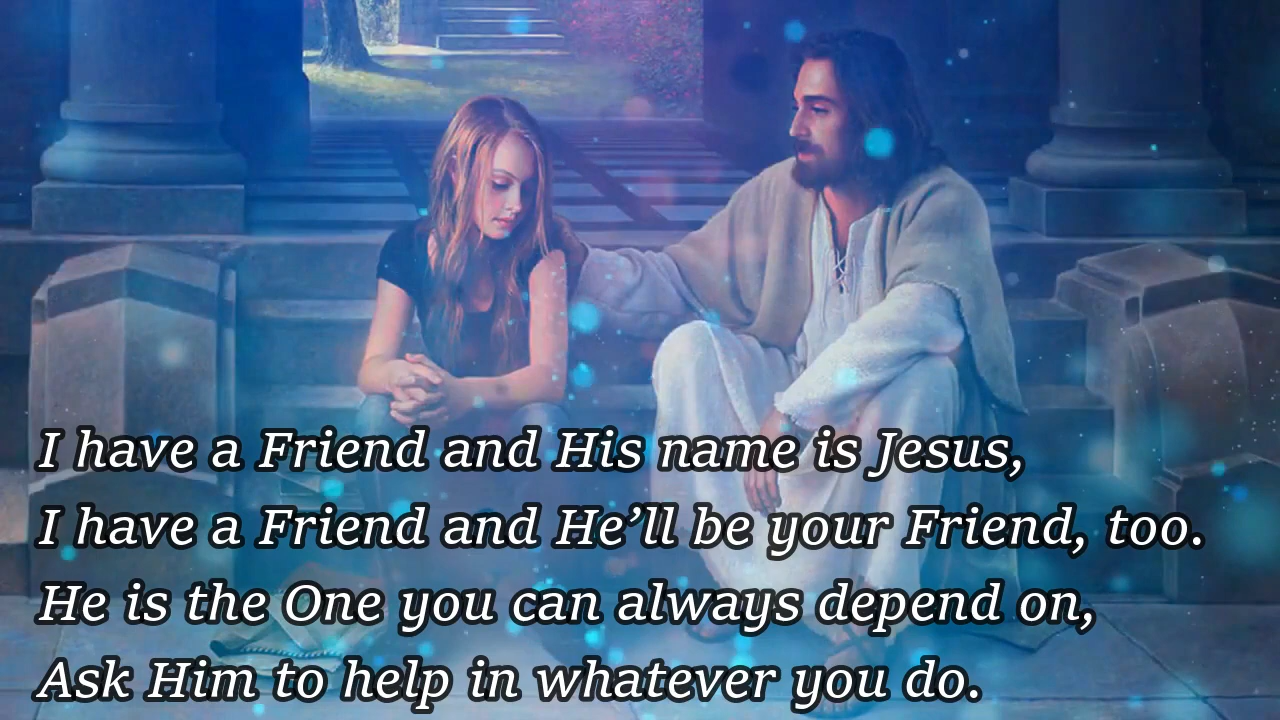 I have a Friend and His name is Jesus,
I have a Friend and He’ll be your Friend, too.
He is the One you can always depend on,
Ask Him to help in whatever you do.